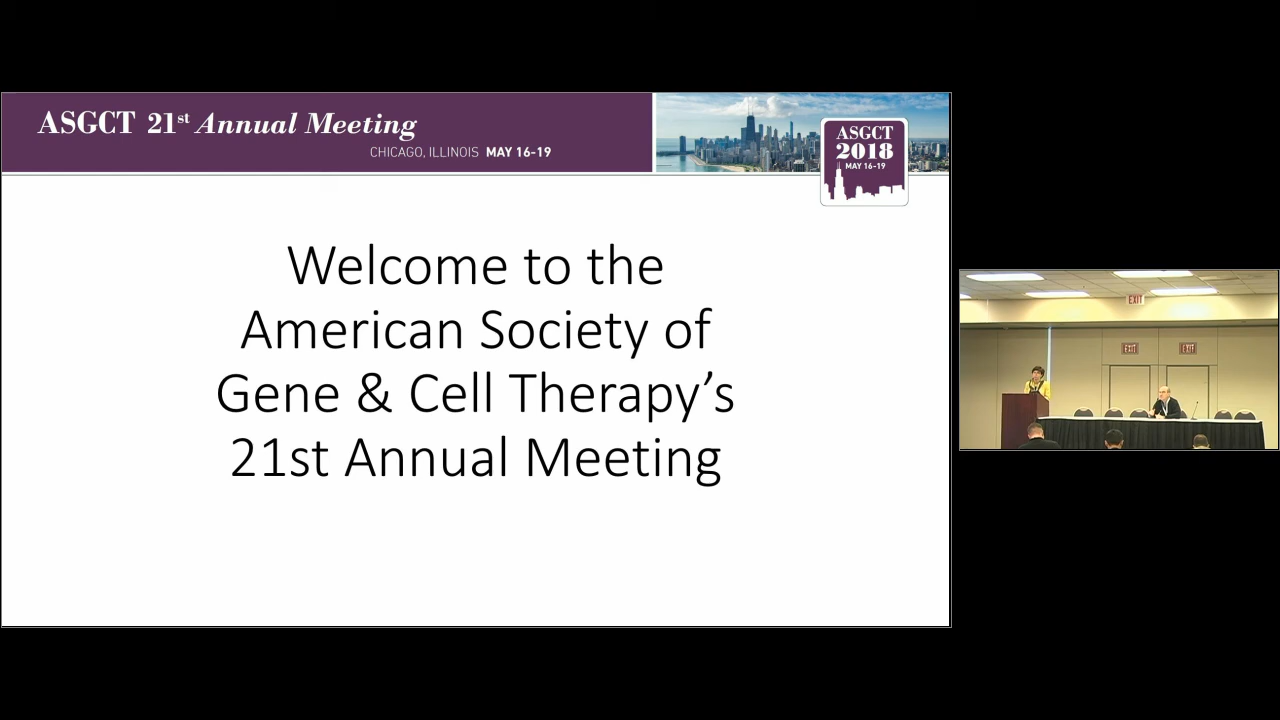 ASGCT 21st Annual Meeting
CHICAGO, ILLINOIS MAY 16-19
ASGCT
2018
MAY 16-19
Welcome to the
American Society of
Gene & Cell Therapy’s
21st Annual Meeting
EXIT
EXIT
EXIT